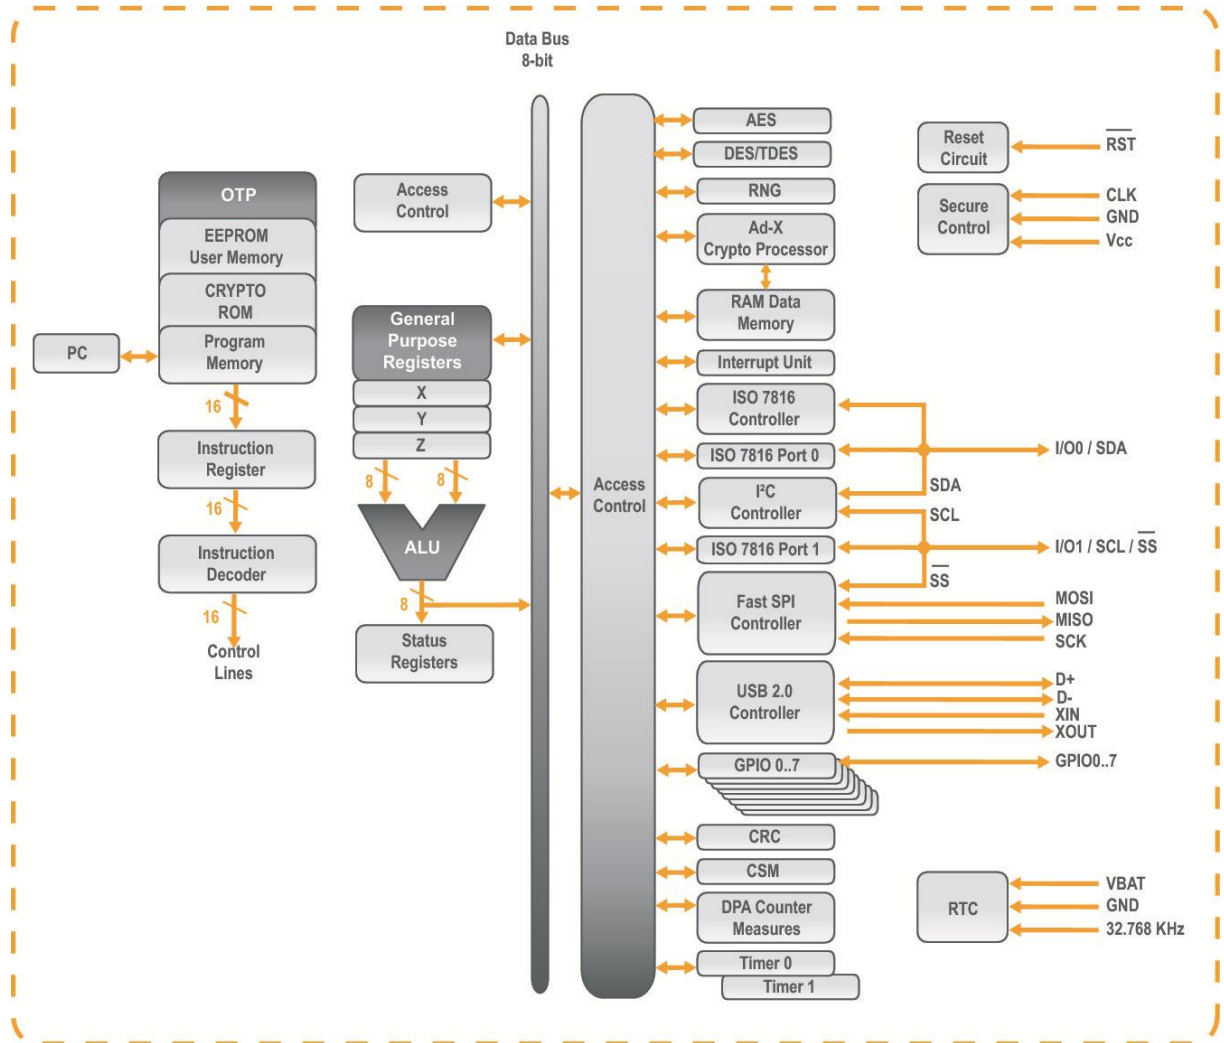 Data Bus
8-bit
OTP
EEPROM
User Memory
CRYPTO
ROM
Program
Memory
PC
16
Instruction
Register
16
Instruction
Decoder
16
Control
Lines
Access
Control
General
Purpose
Registers
X
Y
Z
8
8
ALU
8
Status
Registers
Access
Control
AES
DES/TDES
RNG
Ad-X
Crypto Processor
RAM Data
Memory
Interrupt Unit
ISO 7816
Controller
ISO 7816 Port 0
I²C
Controller
ISO 7816 Port 1
Fast SPI
Controller
USB 2.0
Controller
GPIO 0..7
CRC
CSM
DPA Counter
Measures
Timer 0
Timer 1
Reset
Circuit
R̅S̅T̅
Secure
Control
CLK
GND
Vcc
I/O0 / SDA
SDA
SCL
I/O1 / SCL / S̅S̅
S̅S̅
MOSI
MISO
SCK
D+
D-
XIN
XOUT
GPIO0..7
RTC
VBAT
GND
32.768 KHz